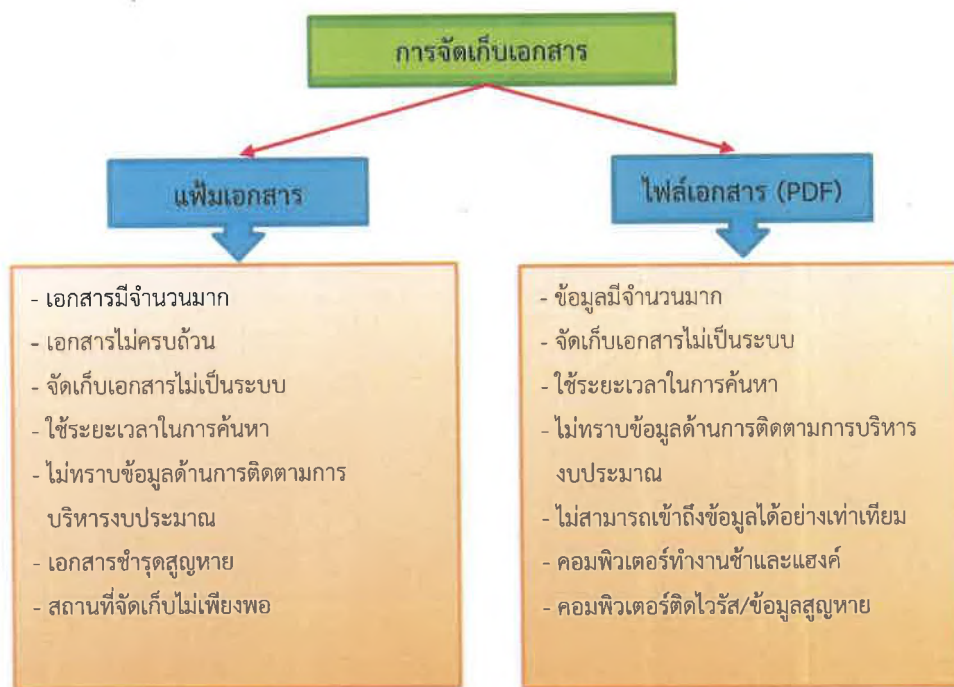 การจัดเก็บเอกสาร
แฟ้มเอกสาร
- เอกสารมีจำนวนมาก
- เอกสารไม่ครบถ้วน
- จัดเก็บเอกสารไม่เป็นระบบ
- ใช้ระยะเวลาในการค้นหา
- ไม่ทราบข้อมูลด้านการติดตามการ
บริหารงบประมาณ
- เอกสารชำรุดสูญหาย
- สถานที่จัดเก็บไม่เพียงพอ
ไฟล์เอกสาร (PDF)
- ข้อมูลมีจำนวนมาก
- จัดเก็บเอกสารไม่เป็นระบบ
- ใช้ระยะเวลาในการค้นหา
- ไม่ทราบข้อมูลด้านการติดตามการบริหาร
งบประมาณ
- ไม่สามารถเข้าถึงข้อมูลได้อย่างเท่าเทียม
- คอมพิวเตอร์ทำงานช้าและแฮงค์
- คอมพิวเตอร์ติดไวรัส/ข้อมูลสูญหาย